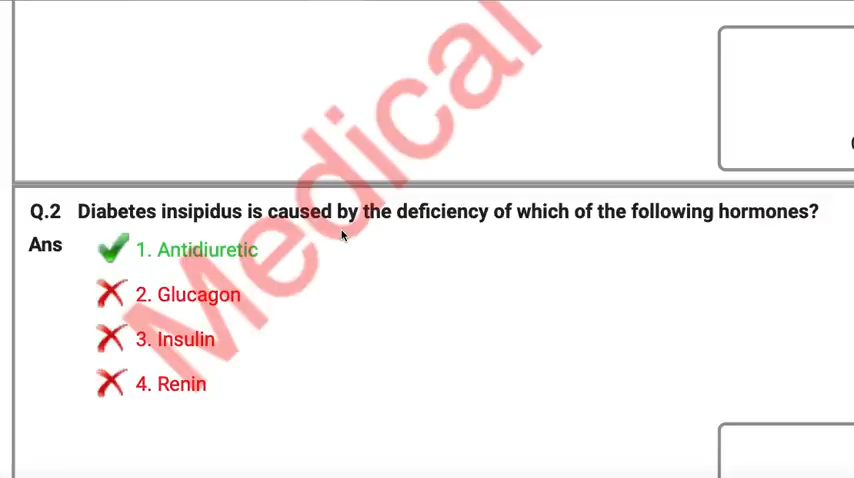 Medical
Q.2 Diabetes insipidus is caused by the deficiency of which of the following hormones?
Ans 1. Antidiuretic
2. Glucagon
3. Insulin
4. Renin